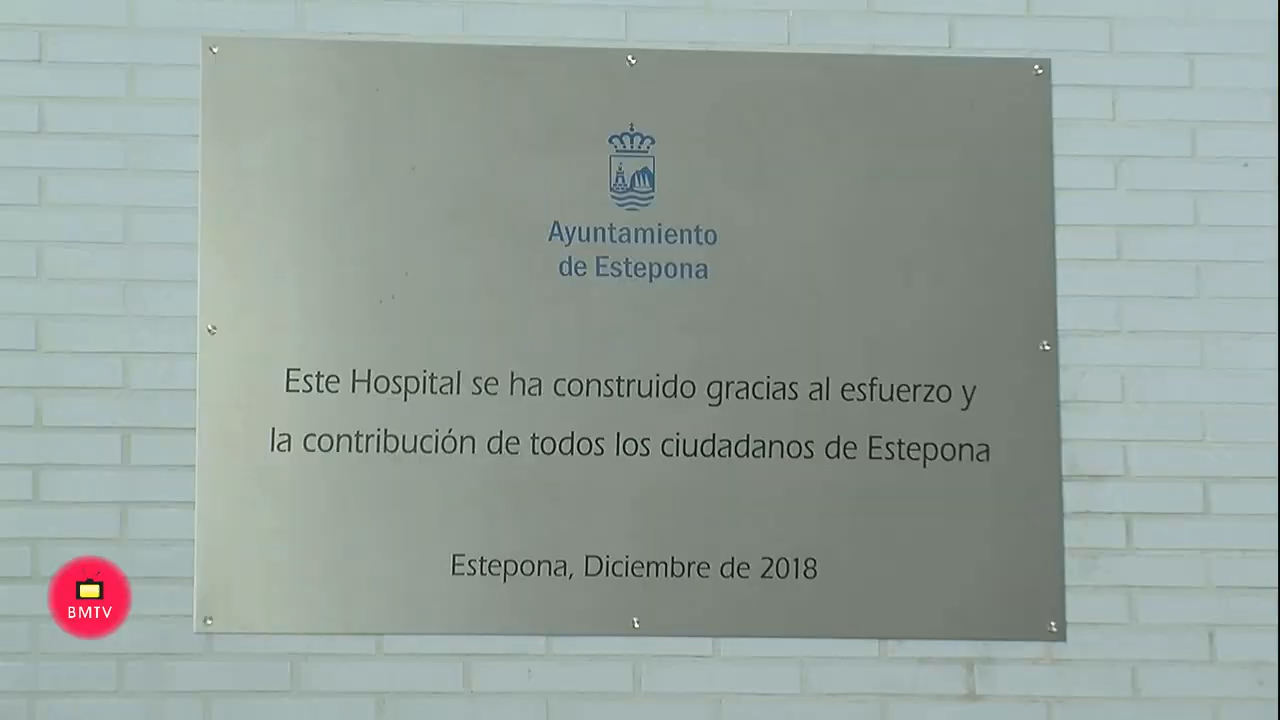 Ayuntamiento
de Estepona
Este Hospital se ha construido gracias al esfuerzo y
la contribución de todos los ciudadanos de Estepona
Estepona, Diciembre de 2018
BMTV